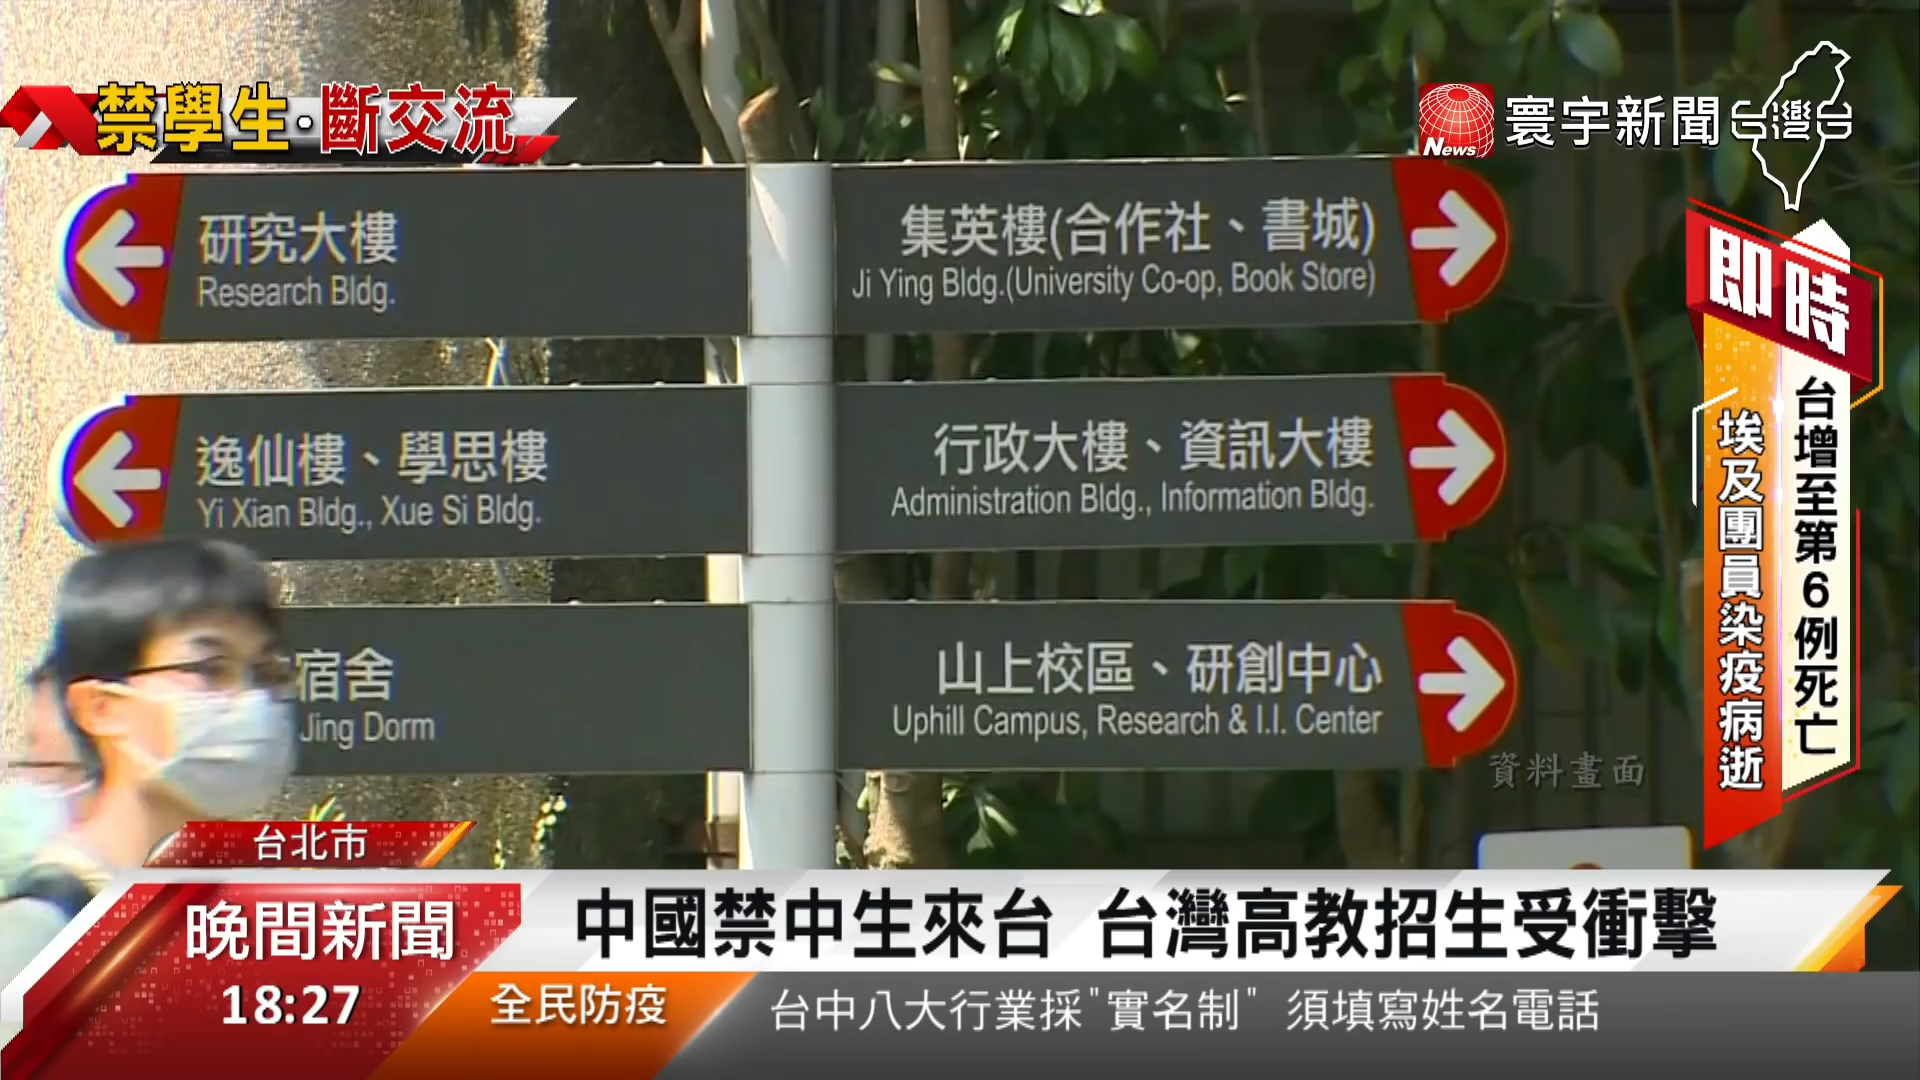 禁學生·斷交流
News
寰宇新聞
台灣
研究大樓
Research Bldg.
集英樓(合作社、書城)
Ji Ying Bldg.(University Co-op, Book Store)
逸仙樓、學思樓
Yi Xian Bldg., Xue Si Bldg.
行政大樓、資訊大樓
Administration Bldg., Information Bldg.
宿舍
Jing Dorm
山上校區、研創中心
Uphill Campus, Research & I.I. Center
即時
台增至第6例死亡
埃及團員染疫病逝
資料畫面
台北市
晚間新聞
中國禁中生來台 台灣高教招生受衝擊
18:27
全民防疫
台中八大行業採"實名制" 須填寫姓名電話